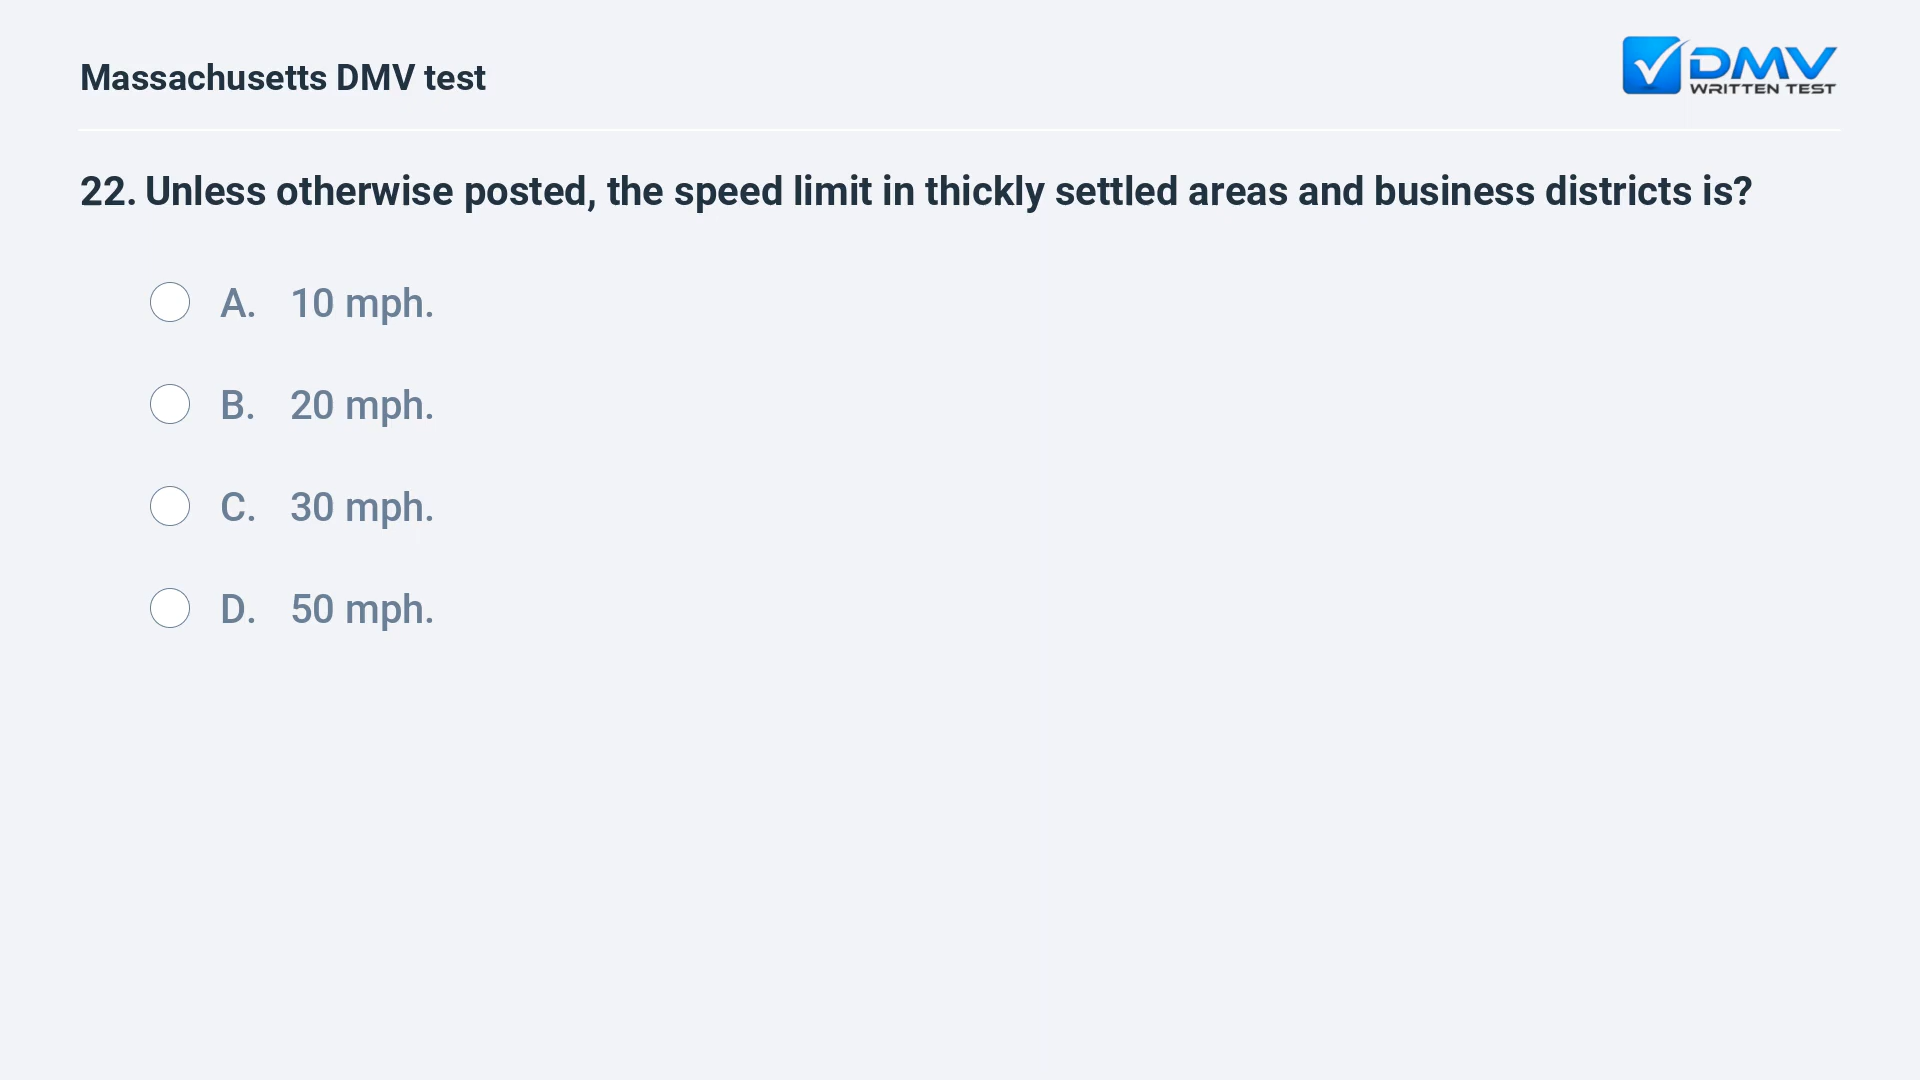 Massachusetts DMV test
DMV
WRITTEN TEST
22. Unless otherwise posted, the speed limit in thickly settled areas and business districts is?
A. 10 mph.
B. 20 mph.
C. 30 mph.
D. 50 mph.